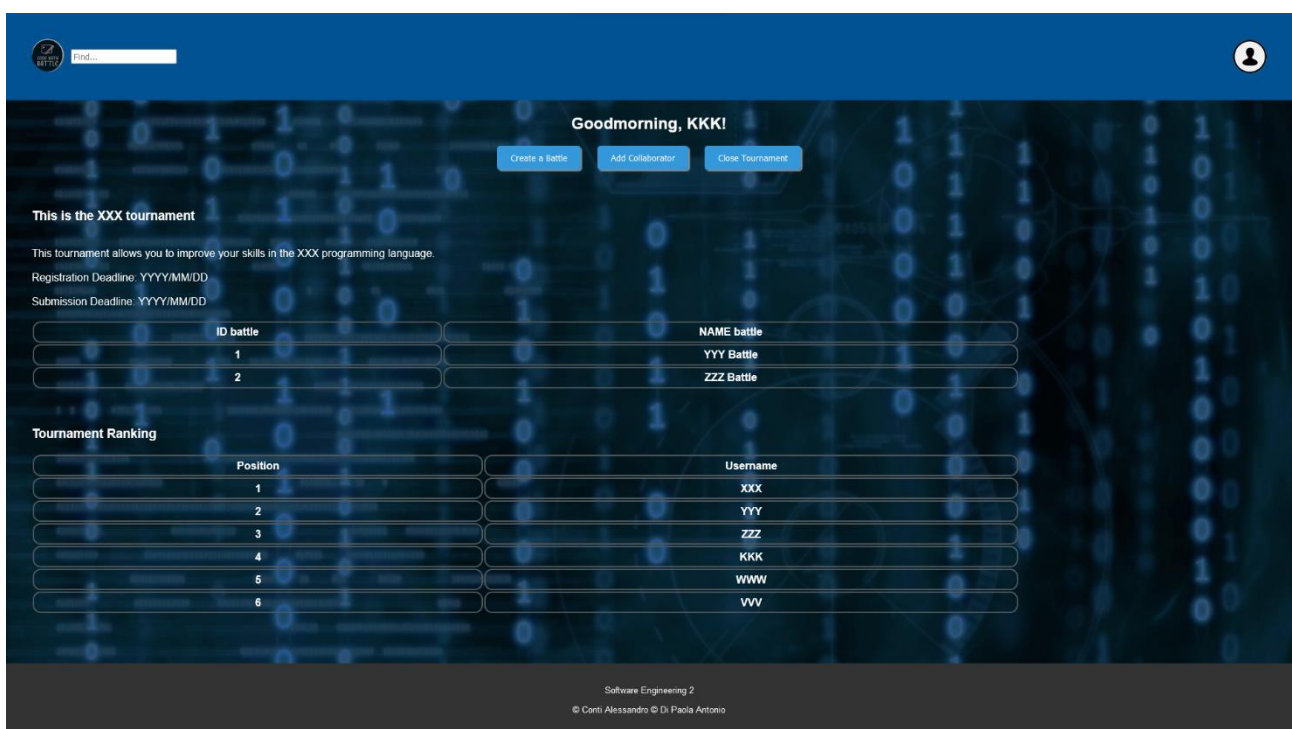 Find...
Goodmorning, KKK!
Create a Battle Add Collaborator Close Tournament
This is the XXX tournament
This tournament allows you to improve your skills in the XXX programming language.
Registration Deadline: YYYY/MM/DD
Submission Deadline: YYYY/MM/DD
ID battle NAME battle
1 YYY Battle
2 ZZZ Battle
Tournament Ranking
Position Username
1 XXX
2 YYY
3 ZZZ
4 KKK
5 WWW
6 VVV
Software Engineering 2
© Conti Alessandro © Di Paola Antonio